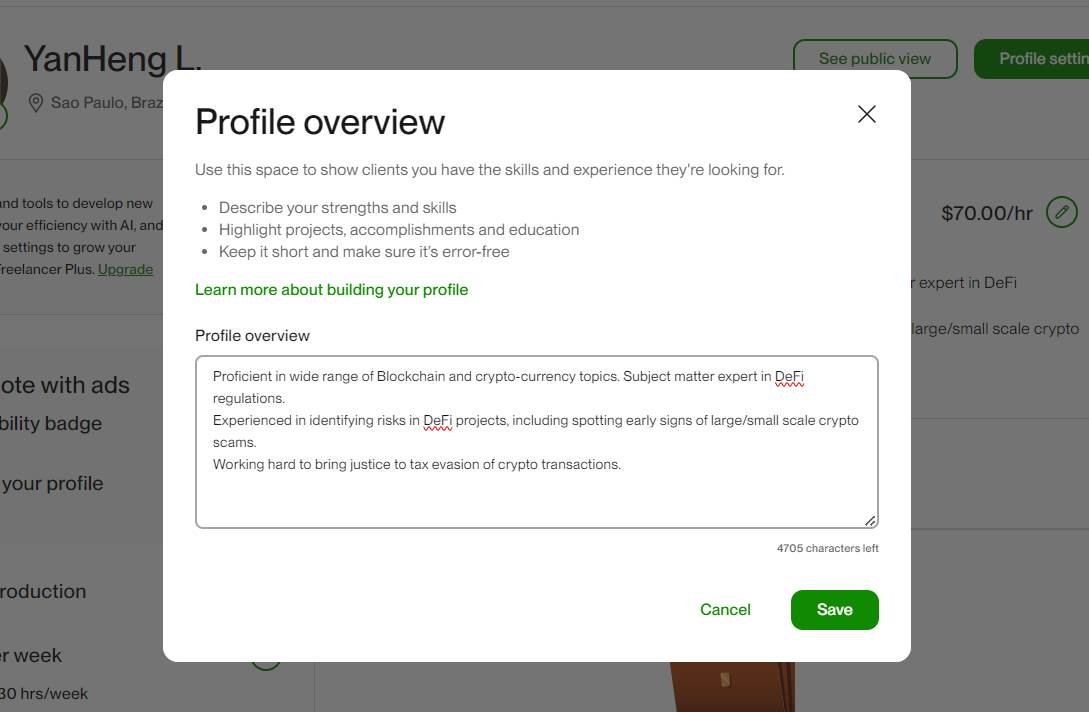 YanHeng L.
See public view
Profile settin
Sao Paulo, Braz
Profile overview
Use this space to show clients you have the skills and experience they're looking for.
Describe your strengths and skills
Highlight projects, accomplishments and education
Keep it short and make sure it's error-free
Learn more about building your profile
Profile overview
Proficient in wide range of Blockchain and crypto-currency topics. Subject matter expert in DeFi
regulations.
Experienced in identifying risks in DeFi projects, including spotting early signs of large/small scale crypto
scams.
Working hard to bring justice to tax evasion of crypto transactions.
4705 characters left
Cancel
Save
and tools to develop new
your efficiency with AI, and
settings to grow your
Freelancer Plus. Upgrade
ote with ads
bility badge
your profile
roduction
er week
30 hrs/week
$70.00/hr
r expert in DeFi
large/small scale crypto